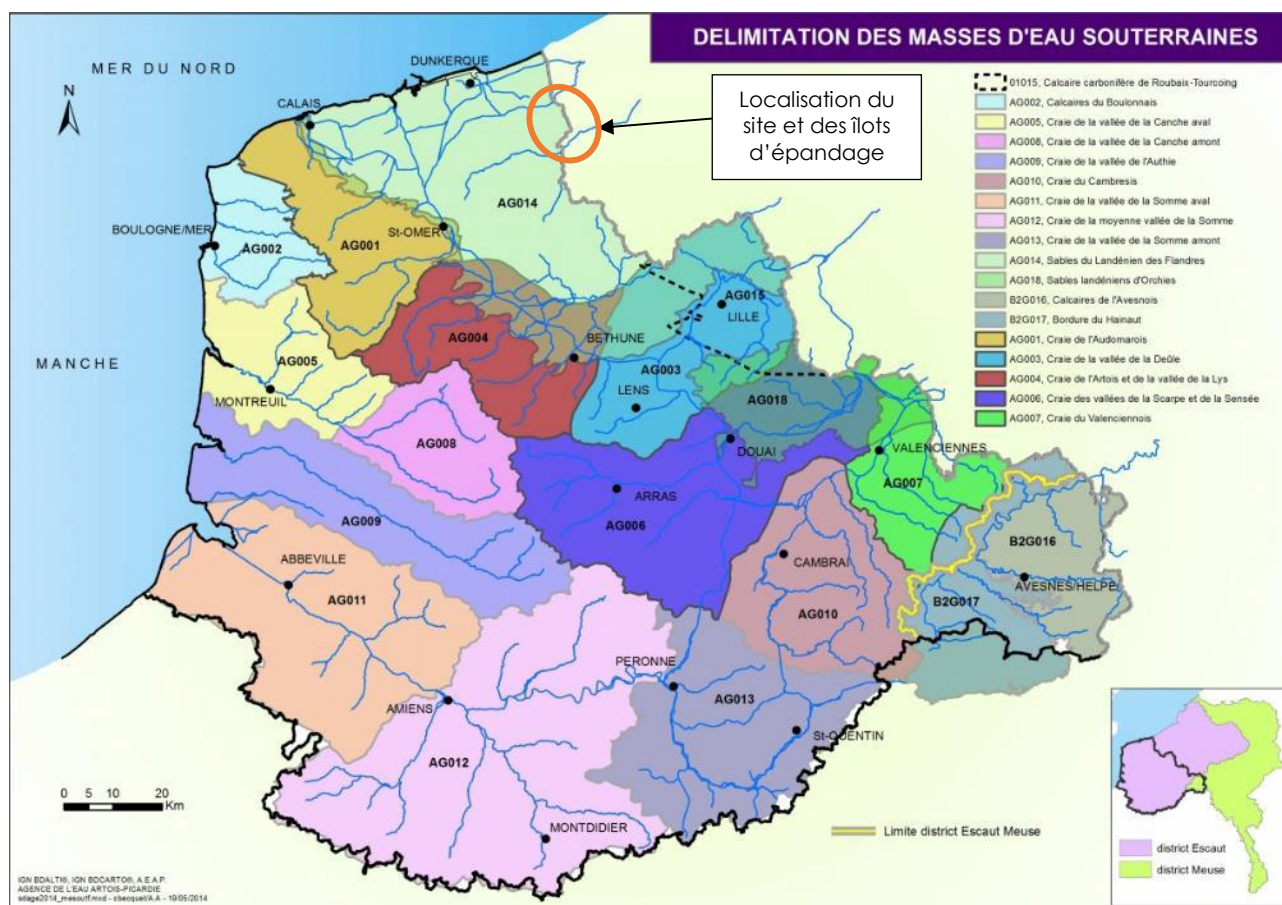 DELIMITATION DES MASSES D'EAU SOUTERRAINES
MER DU NORD
DUNKERQUE
N
CALAIS
Localisation du
site et des îlots
d'épandage
01015, Calcaire carbonifère de Roubaix-Tourcoing
AG002, Calcaires du Boulonnais
AG005, Craie de la vallée de la Canche aval
AG008, Craie de la vallée de la Canche amont
AG009, Craie de la vallée de l'Authie
AG010, Craie du Cambresis
AG011, Craie de la vallée de la Somme aval
AG012, Craie de la moyenne vallée de la Somme
AG013, Craie de la vallée de la Somme amont
AG014, Sables du Landénien des Flandres
AG018, Sables landéniens d'Orchies
B2G016, Calcaires de l'Avesnois
B2G017, Bordure du Hainaut
AG001, Craie de l'Audomarois
AG003, Craie de la vallée de la Deûle
AG004, Craie de l'Artois et de la vallée de la Lys
AG006, Craie des vallées de la Scarpe et de la Sensée
AG007, Craie du Valenciennois
AG014
BOULOGNE/MER
St-OMER
AG002
AG001
AG015
LILLE
AG004
BETHUNE
MANCHE
AG005
AG003
MONTREUIL
LENS
AG018
AG008
DOUAI
VALENCIENNES
ARRAS
AG007
AG009
AG006
B2G016
CAMBRAI
ABBEVILLE
AVESNES/HELPE
AG011
B2G017
AG010
PERONNE
AG013
AMIENS
St-QUENTIN
AG012
0 5 10 20
Km
MONTDIDIER
Limite district Escaut Meuse
district Escaut
district Meuse
IGN BDALTI®, IGN BDCARTO®, A.E.A.P.
AGENCE DE L'EAU ARTOIS-PICARDIE
sdage2014_mesoutf.mxd - cbecquet/A.A - 19/05/2014